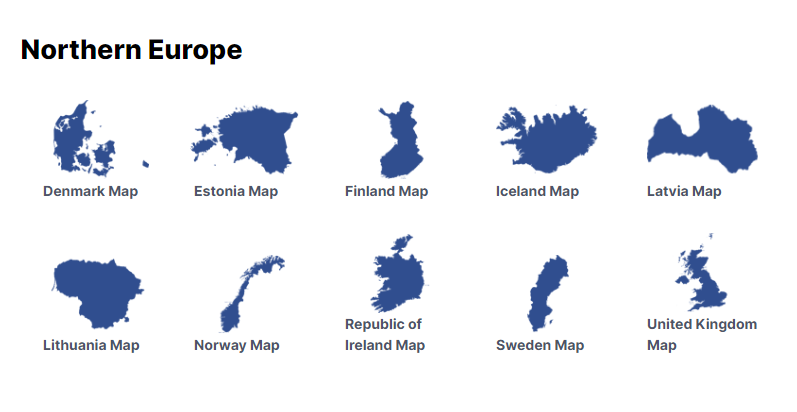 Northern Europe
Denmark Map
Estonia Map
Finland Map
Iceland Map
Latvia Map
Lithuania Map
Norway Map
Republic of
Ireland Map
Sweden Map
United Kingdom
Map